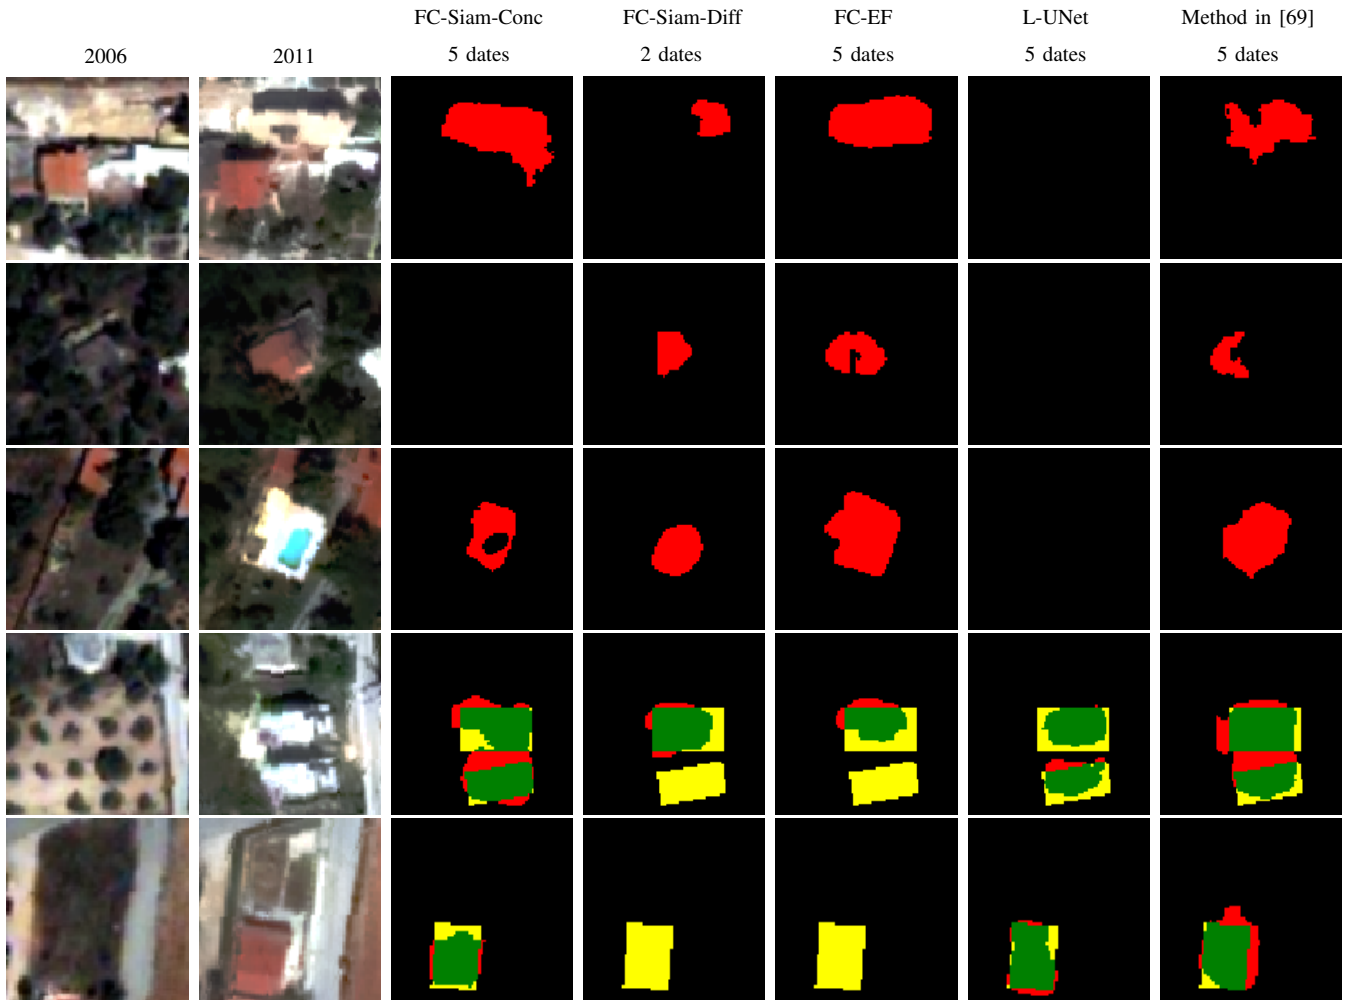 FC-Siam-Conc FC-Siam-Diff FC-EF L-UNet Method in [69]
2006 2011 5 dates 2 dates 5 dates 5 dates 5 dates